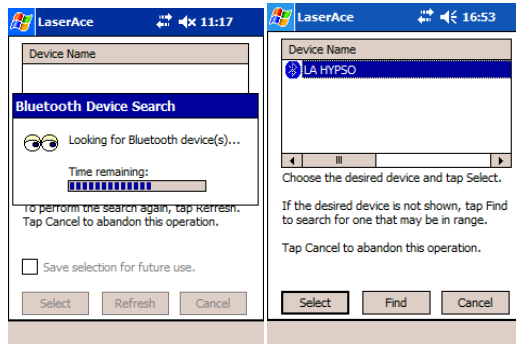 LaserAce 11:17
Device Name
Bluetooth Device Search
Looking for Bluetooth device(s)...
Time remaining:
To perform the search again, tap Refresh.
Tap Cancel to abandon this operation.
Save selection for future use.
Select Refresh Cancel
LaserAce 16:53
Device Name
LA HYPSO
Choose the desired device and tap Select.
If the desired device is not shown, tap Find
to search for one that may be in range.
Tap Cancel to abandon this operation.
Select Find Cancel